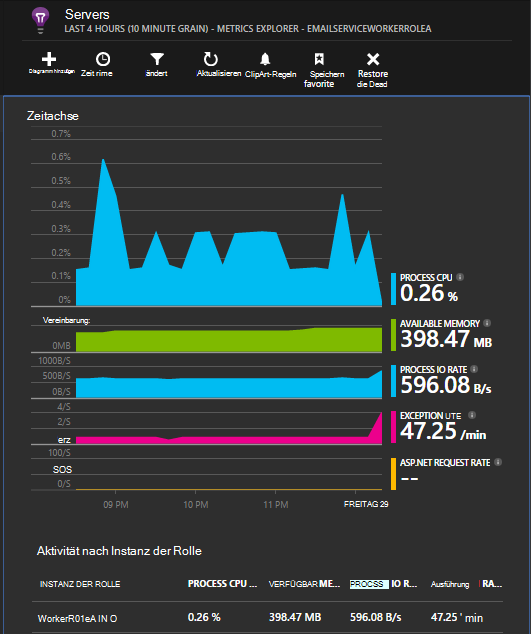 Servers
LAST 4 HOURS (10 MINUTE GRAIN) - METRICS EXPLORER - EMAILSERVICEWORKERROLEA
Diagramm hinzufügen
Zeit rime
ändert
Aktualisieren
ClipArt-Regeln
Speichern favorite
Restore die Dead
Zeitachse
0.7%
0.6%
0.5%
0.4%
0.3%
0.2%
0.1%
0%
PROCESS CPU
0.26 %
Vereinbarung:
0MB
AVAILABLE MEMORY
398.47 MB
1000B/S
500B/S
0B/S
PROCESS IO RATE
596.08 B/s
4/S
2/S
erz
EXCEPTION UTE
47.25 /min
100/S
SOS
0/S
ASP.NET REQUEST RATE
--
09 PM
10 PM
11 PM
FREITAG 29
Aktivität nach Instanz der Rolle
INSTANZ DER ROLLE PROCESS CPU ... VERFÜGBAR ME... PROCSS IO R... Ausführung RA...
WorkerR01eA IN O 0.26 % 398.47 MB 596.08 B/s 47.25 ' min